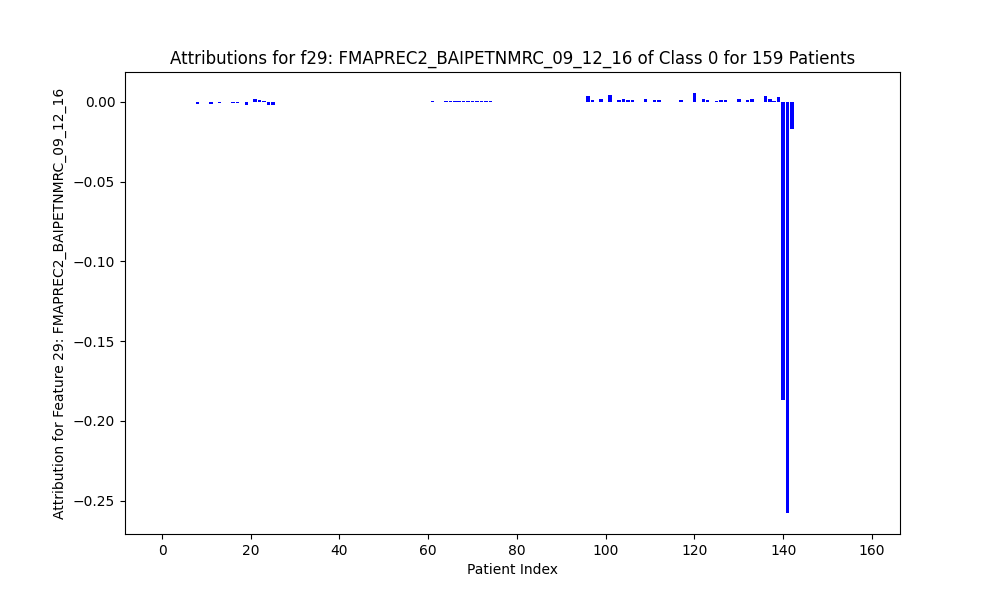 Attributions for f29: FMAPREC2_BAIPETNMRC_09_12_16 of Class 0 for 159 Patients
Attribution for Feature 29: FMAPREC2_BAIPETNMRC_09_12_16
0.00
−0.05
−0.10
−0.15
−0.20
−0.25
0 20 40 60 80 100 120 140 160
Patient Index